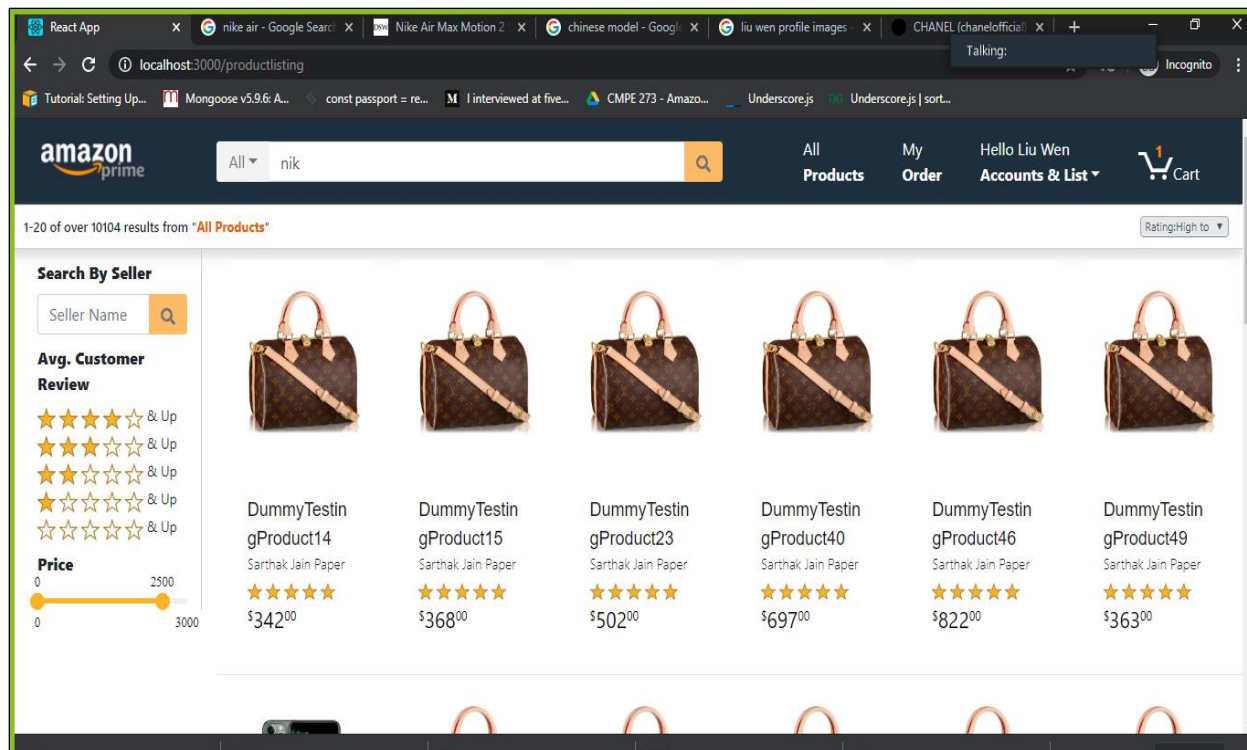 React App
nike air - Google Search
DSW Nike Air Max Motion 2
chinese model - Google
liu wen profile images -
CHANEL (chanelofficial)
Talking:
localhost:3000/productlisting
Incognito
Tutorial: Setting Up...
Mongoose v5.9.6: A...
const passport = re...
M I interviewed at five...
CMPE 273 - Amazo...
Underscore.js
Underscore.js | sort...
amazon
prime
All
nik
All
Products
My
Order
Hello Liu Wen
Accounts & List
1
Cart
1-20 of over 10104 results from "All Products"
Rating:High to
Search By Seller
Seller Name
Avg. Customer
Review
& Up
& Up
& Up
& Up
& Up
Price
0 2500
0 3000
DummyTestin
gProduct14
Sarthak Jain Paper
$34200
DummyTestin
gProduct15
Sarthak Jain Paper
$36800
DummyTestin
gProduct23
Sarthak Jain Paper
$50200
DummyTestin
gProduct40
Sarthak Jain Paper
$69700
DummyTestin
gProduct46
Sarthak Jain Paper
$82200
DummyTestin
gProduct49
Sarthak Jain Paper
$36300